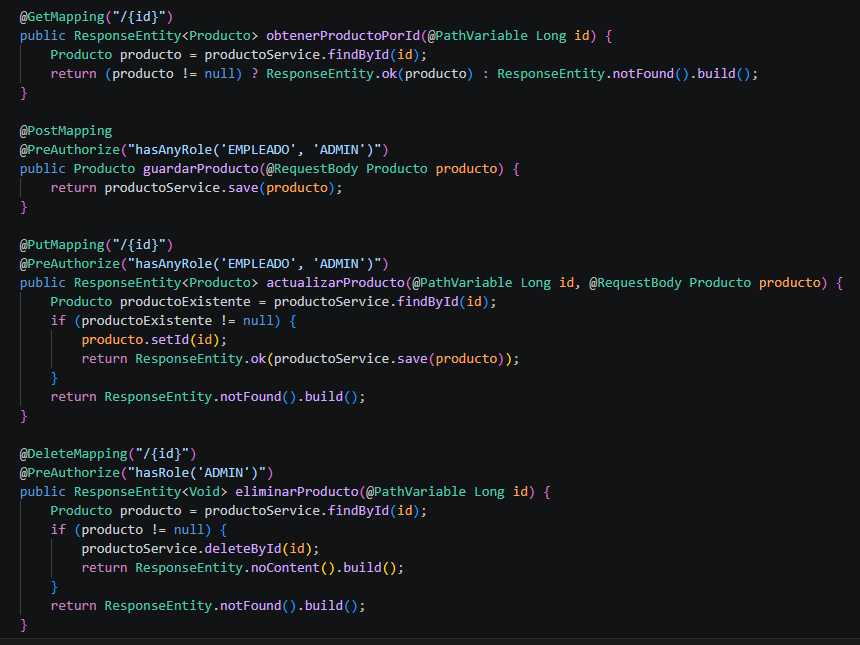 @GetMapping("/{id}")
public ResponseEntity<Producto> obtenerProductoPorId(@PathVariable Long id) {
    Producto producto = productoService.findById(id);
    return (producto != null) ? ResponseEntity.ok(producto) : ResponseEntity.notFound().build();
}

@PostMapping
@PreAuthorize("hasAnyRole('EMPLEADO', 'ADMIN')")
public Producto guardarProducto(@RequestBody Producto producto) {
    return productoService.save(producto);
}

@PutMapping("/{id}")
@PreAuthorize("hasAnyRole('EMPLEADO', 'ADMIN')")
public ResponseEntity<Producto> actualizarProducto(@PathVariable Long id, @RequestBody Producto producto) {
    Producto productoExistente = productoService.findById(id);
    if (productoExistente != null) {
        producto.setId(id);
        return ResponseEntity.ok(productoService.save(producto));
    }
    return ResponseEntity.notFound().build();
}

@DeleteMapping("/{id}")
@PreAuthorize("hasRole('ADMIN')")
public ResponseEntity<Void> eliminarProducto(@PathVariable Long id) {
    Producto producto = productoService.findById(id);
    if (producto != null) {
        productoService.deleteById(id);
        return ResponseEntity.noContent().build();
    }
    return ResponseEntity.notFound().build();
}